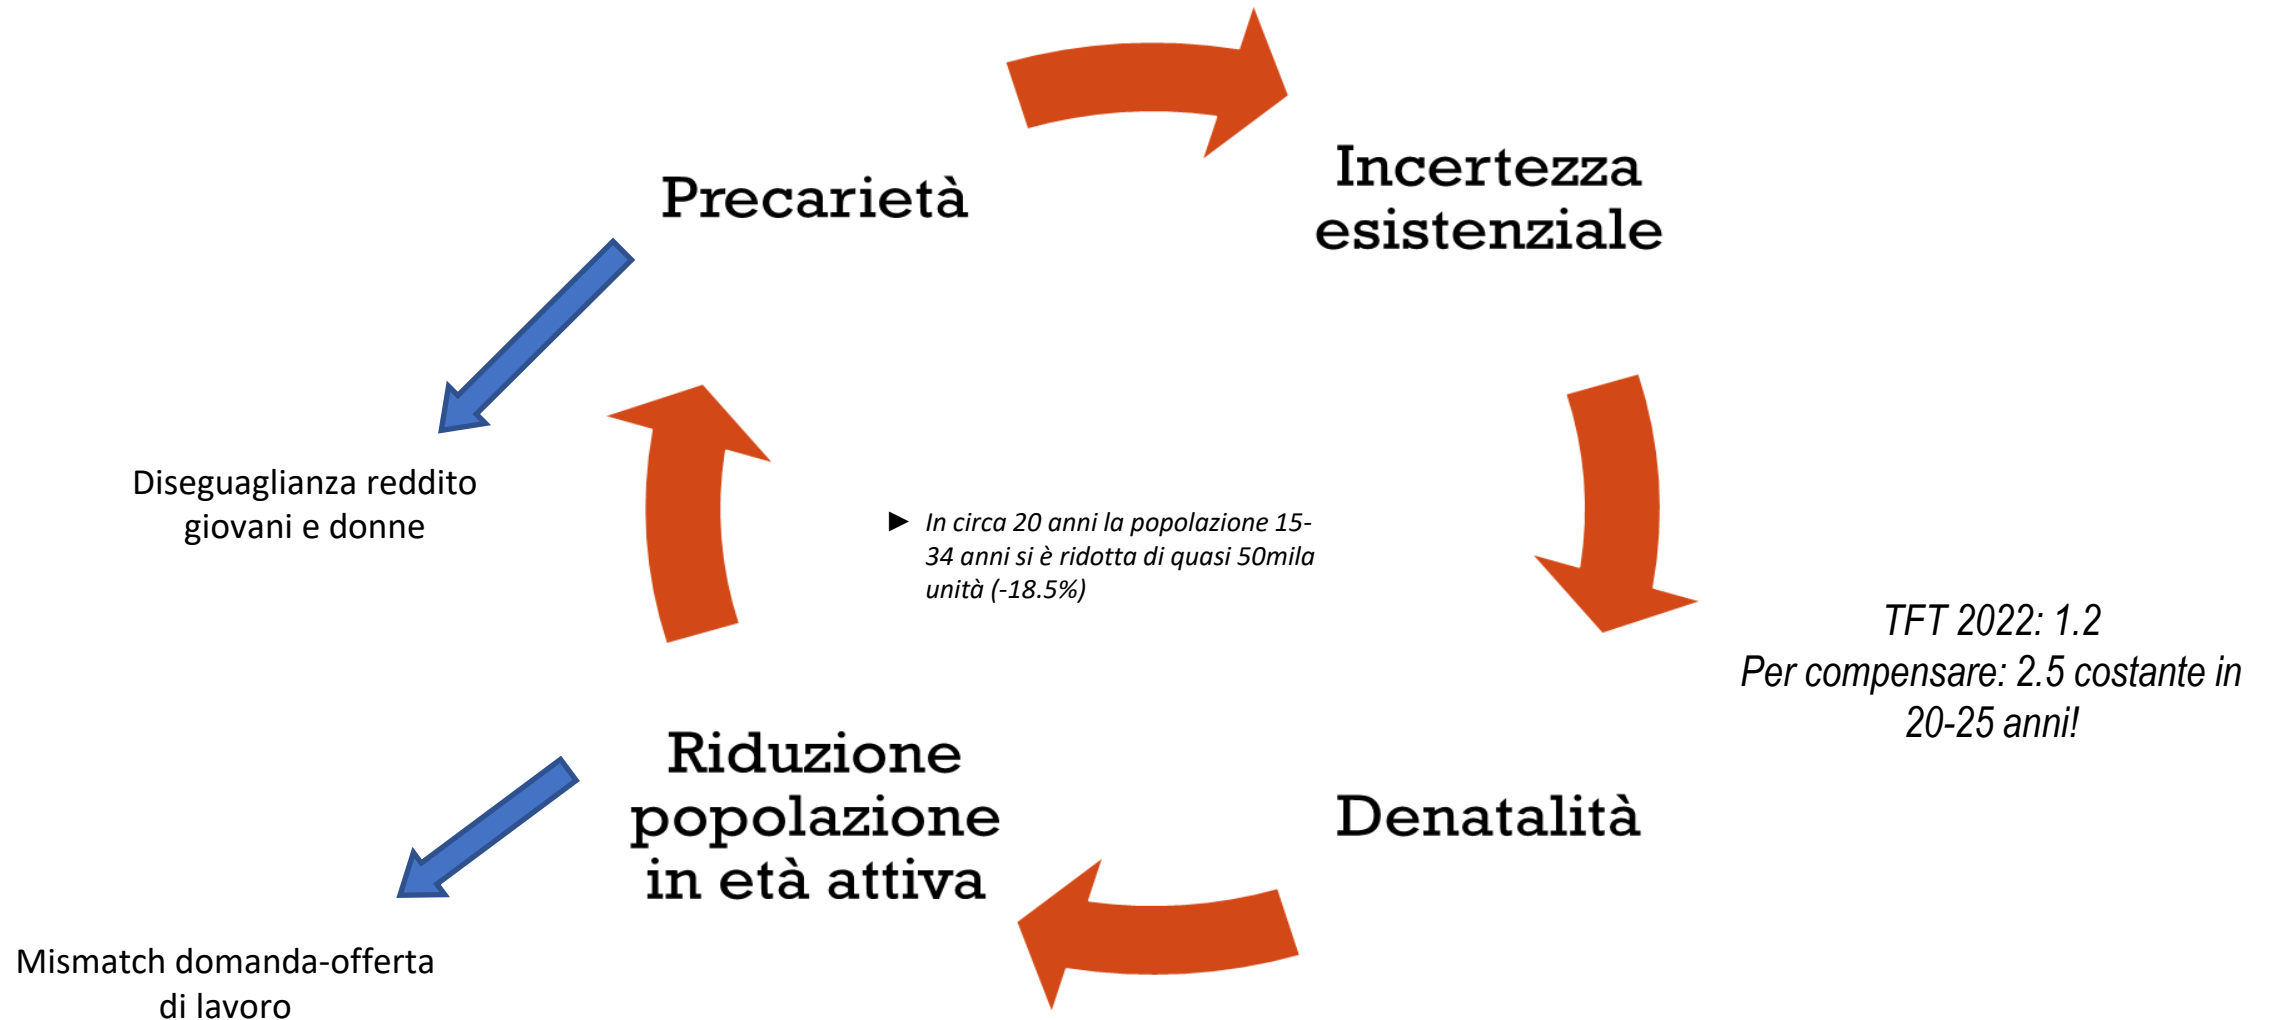 Precarietà
Incertezza
esistenziale
Diseguaglianza reddito
giovani e donne
► In circa 20 anni la popolazione 15-
34 anni si è ridotta di quasi 50mila
unità (-18.5%)
TFT 2022: 1.2
Per compensare: 2.5 costante in
20-25 anni!
Riduzione
popolazione
in età attiva
Denatalità
Mismatch domanda-offerta
di lavoro